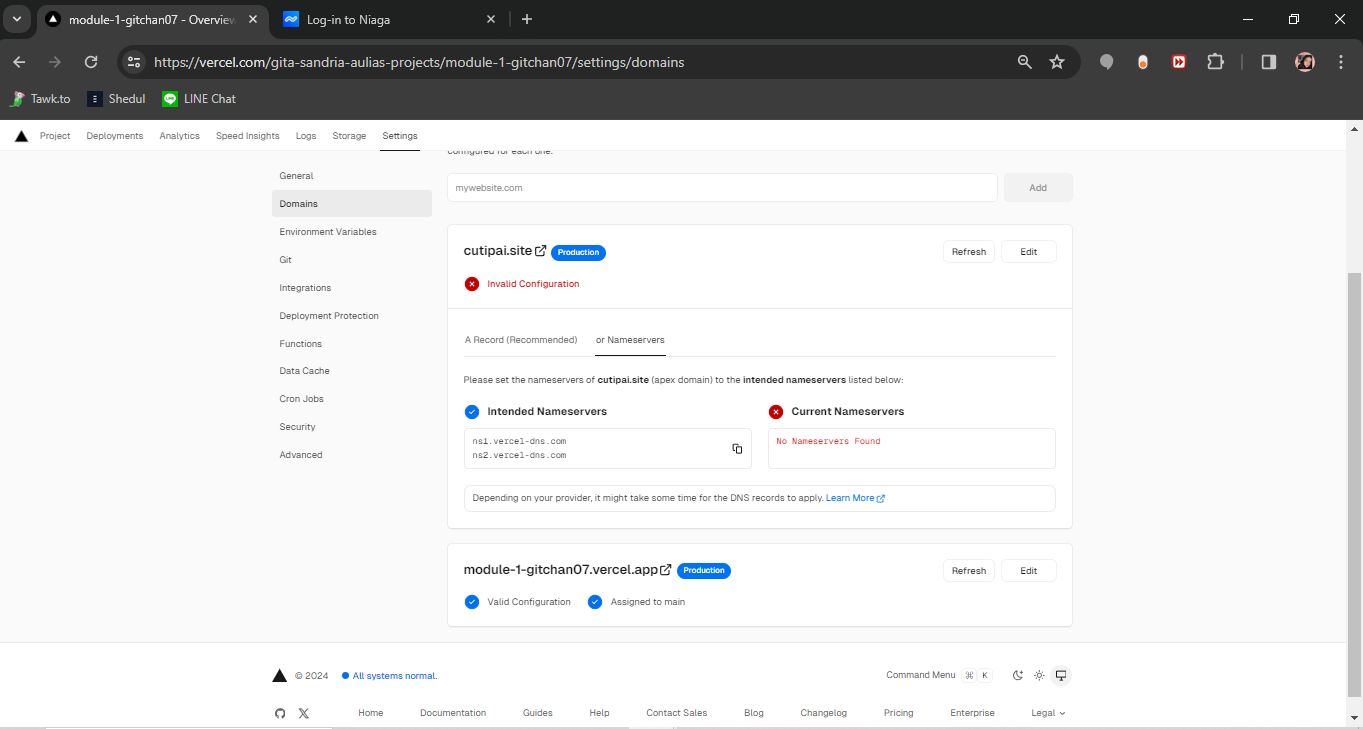 module-1-gitchan07 - Overview
Log-in to Niaga
https://vercel.com/gita-sandria-aulias-projects/module-1-gitchan07/settings/domains
Tawk.to
Shedul
LINE Chat
Project
Deployments
Analytics
Speed Insights
Logs
Storage
Settings
configured for each one.
General
Domains
Environment Variables
Git
Integrations
Deployment Protection
Functions
Data Cache
Cron Jobs
Security
Advanced
mywebsite.com
Add
cutipai.site
Production
Refresh
Edit
Invalid Configuration
A Record (Recommended)
or Nameservers
Please set the nameservers of cutipai.site (apex domain) to the intended nameservers listed below:
Intended Nameservers
ns1.vercel-dns.com
ns2.vercel-dns.com
Current Nameservers
No Nameservers Found
Depending on your provider, it might take some time for the DNS records to apply. Learn More
module-1-gitchan07.vercel.app
Production
Refresh
Edit
Valid Configuration
Assigned to main
© 2024
All systems normal.
Command Menu ⌘ K
Home
Documentation
Guides
Help
Contact Sales
Blog
Changelog
Pricing
Enterprise
Legal